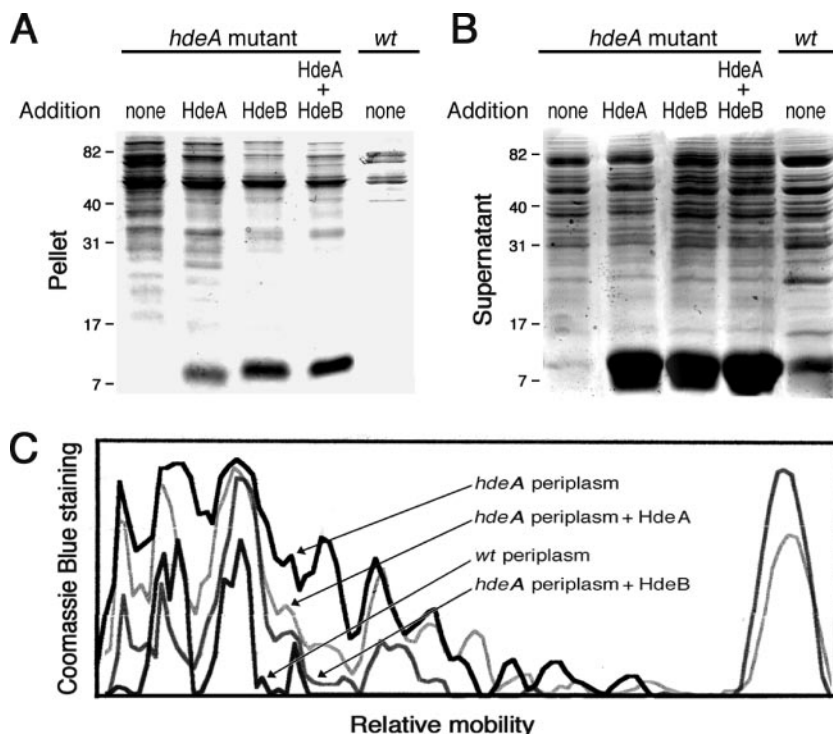 A
hdeA mutant wt
HdeA
+
Addition none HdeA HdeB HdeB none
82
40
31
17
7
Pellet
B
hdeA mutant wt
HdeA
+
Addition none HdeA HdeB HdeB none
82
40
31
17
7
Supernatant
C
hdeA periplasm
hdeA periplasm + HdeA
wt periplasm
hdeA periplasm + HdeB
Coomassie Blue staining
Relative mobility